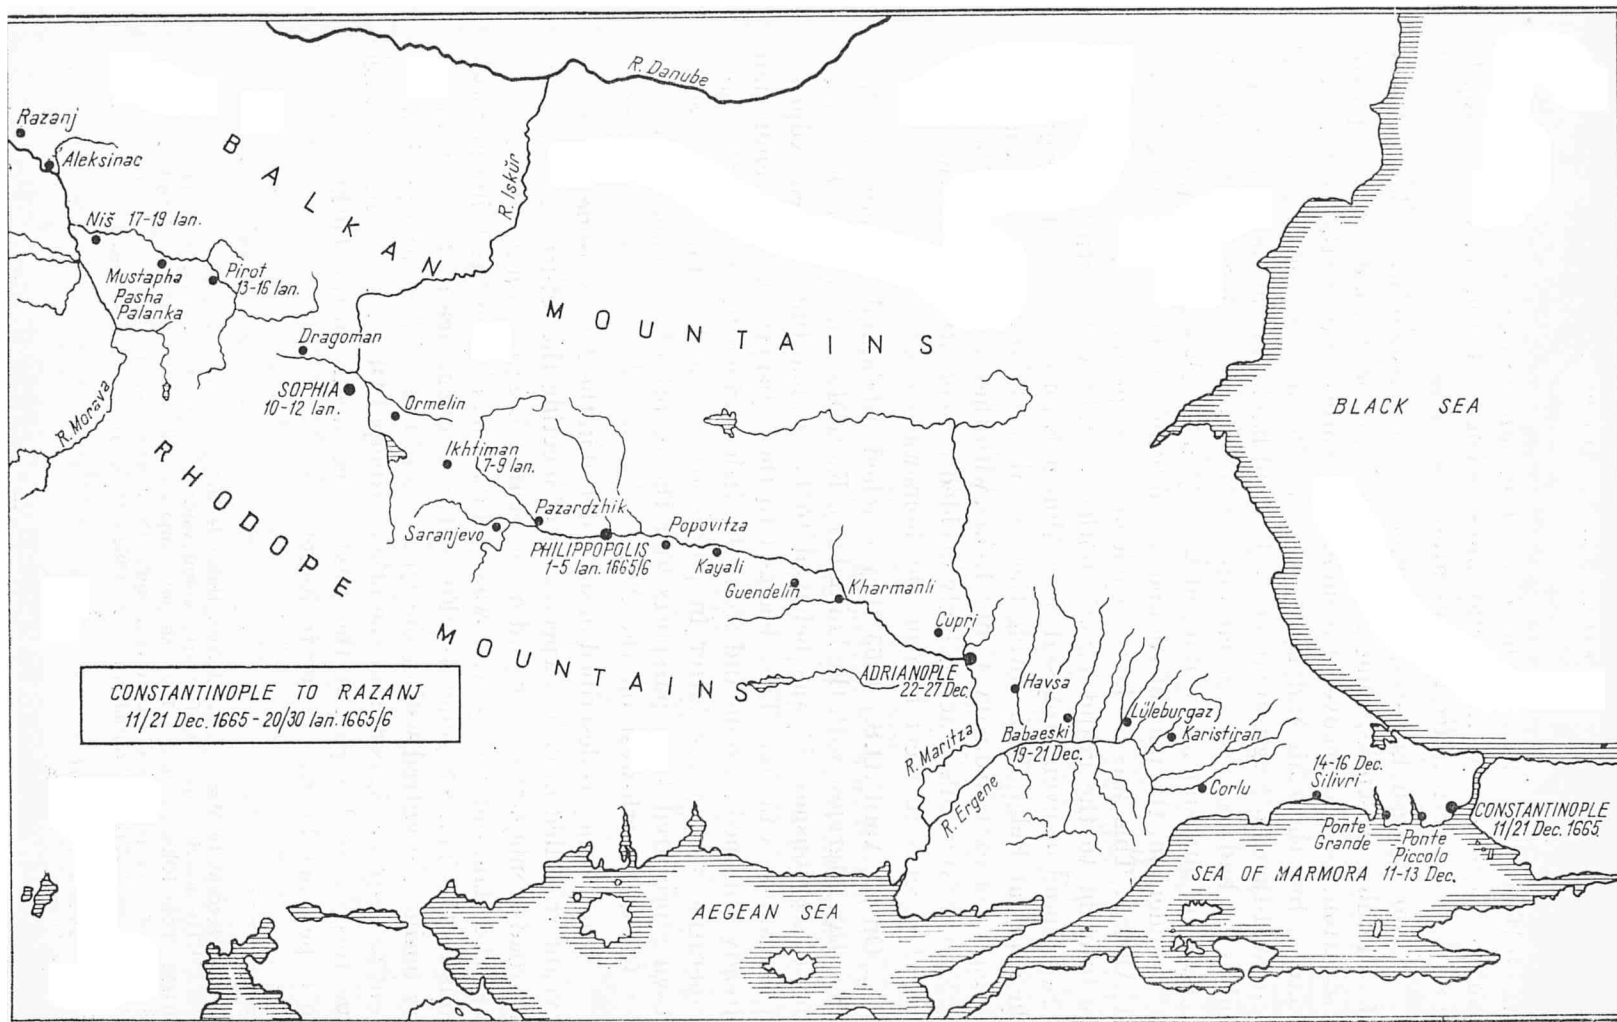 R. Danube
Razanj
Aleksinac
BALKAN
R. Iskŭr
Niš 17-19 Ian.
Mustapha
Pasha
Palanka
Pirot
13-16 Ian.
MOUNTAINS
Dragoman
SOPHIA
10-12 Ian.
Ormelin
R. Morava
BLACK SEA
RHODOPE
Ikhtiman
7-9 Ian.
Pazardzhik
Saranjevo
PHILIPPOPOLIS
1-5 Ian. 1665/6
Popovitza
Kayali
Guendelin
Kharmanli
Cupri
MOUNTAINS
ADRIANOPLE
22-27 Dec.
Havsa
CONSTANTINOPLE TO RAZANJ
11/21 Dec. 1665 - 20/30 Ian. 1665/6
Lüleburgaz
Babaeski
19-21 Dec.
Karistiran
R. Maritza
R. Ergene
Corlu
14-16 Dec.
Silivri
CONSTANTINOPLE
11/21 Dec. 1665
Ponte
Grande
Ponte
Piccolo
11-13 Dec.
SEA OF MARMORA
AEGEAN SEA